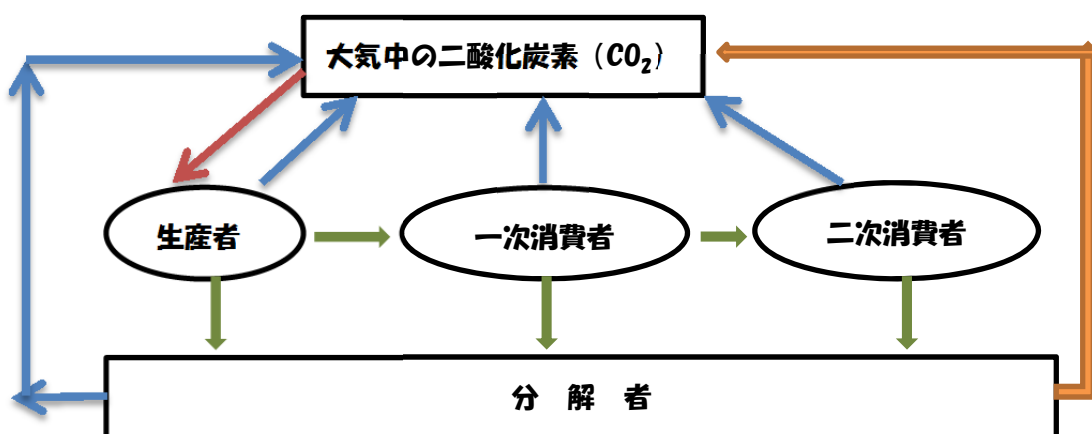 大気中の二酸化炭素（CO₂）
生産者
一次消費者
二次消費者
分　解　者